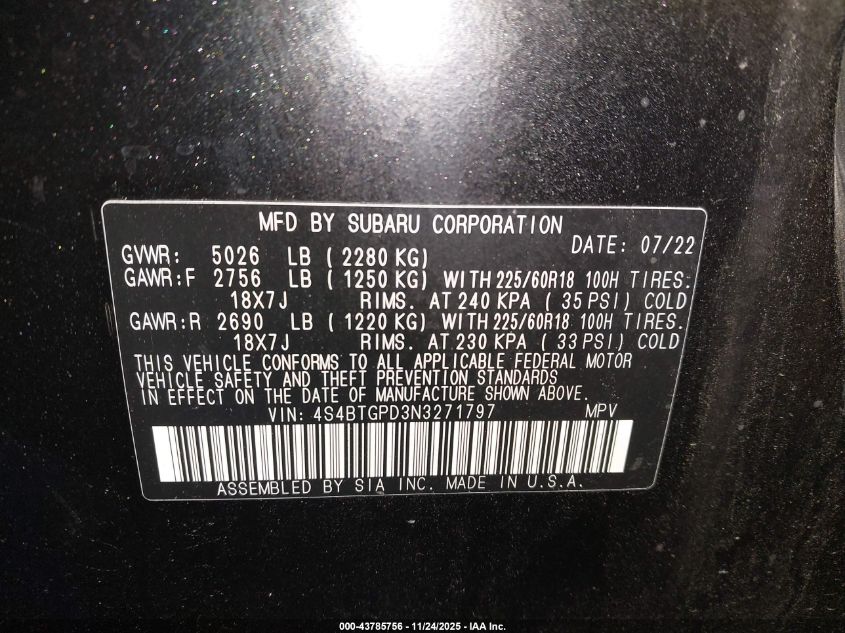 MFD BY SUBARU CORPORATION
DATE: 07/22
GVWR: 5026 LB ( 2280 KG)
GAWR:F 2756 LB ( 1250 KG) WITH 225/60R18 100H TIRES.
18X7J RIMS. AT 240 KPA ( 35 PSI) COLD
GAWR:R 2690 LB ( 1220 KG) WITH 225/60R18 100H TIRES.
18X7J RIMS. AT 230 KPA ( 33 PSI) COLD
THIS VEHICLE CONFORMS TO ALL APPLICABLE FEDERAL MOTOR
VEHICLE SAFETY AND THEFT PREVENTION STANDARDS
IN EFFECT ON THE DATE OF MANUFACTURE SHOWN ABOVE.
VIN: 4S4BTGPD3N3271797 MPV
ASSEMBLED BY SIA INC. MADE IN U.S.A.
000-43785756 - 11/24/2025 - IAA Inc.